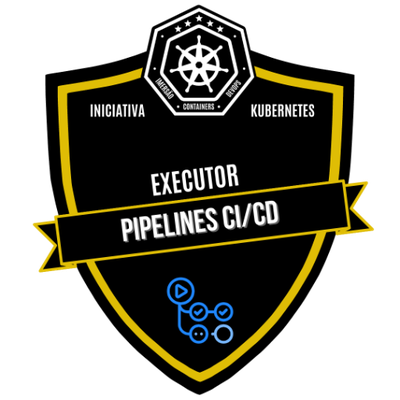 IMERSÃO CONTAINERS DEVOPS
INICIATIVA KUBERNETES
EXECUTOR
PIPELINES CI/CD